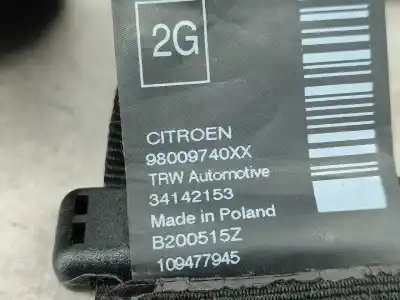 2G
CITROEN
98009740XX
TRW Automotive
34142153
Made in Poland
B200515Z
109477945